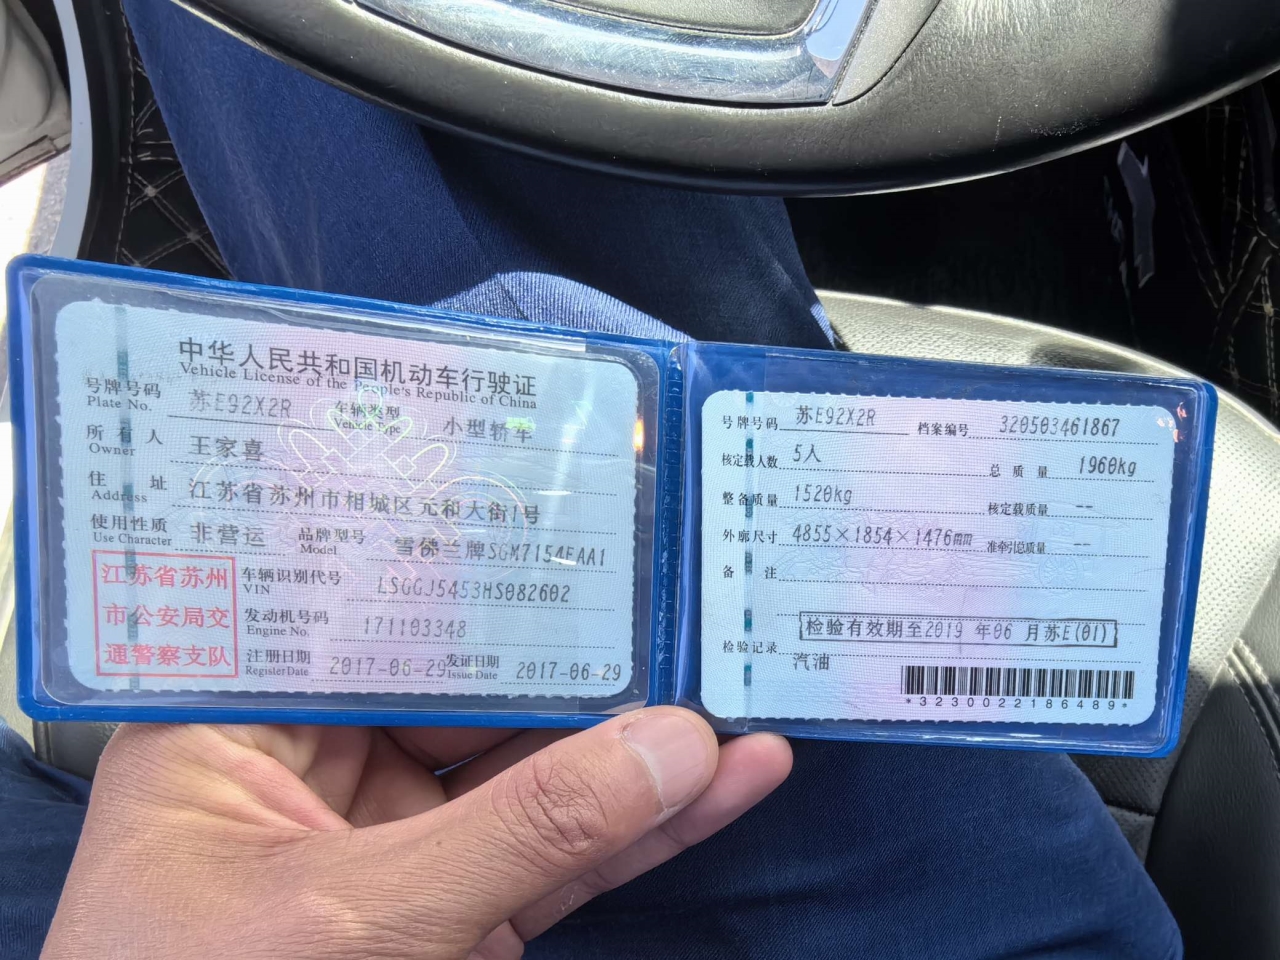 中华人民共和国机动车行驶证
Vehicle License of the People's Republic of China
号牌号码 苏E92X2R 车辆类型 小型轿车
Plate No. Vehicle Type
所有人 王家喜
Owner
住址 江苏省苏州市相城区元和大街1号
Address
使用性质 非营运 品牌型号 雪佛兰牌SGM7154EAA1
Use Character Model
江苏省苏州
市公安局交
通警察支队
车辆识别代号 LSGGJ5453HS082602
VIN
发动机号码 171103348
Engine No.
注册日期 2017-06-29 发证日期 2017-06-29
Register Date Issue Date
号牌号码 苏E92X2R 档案编号 320503461867
核定载人数 5人 总质量 1960kg
整备质量 1520kg 核定载质量 --
外廓尺寸 4855×1854×1476mm 准牵引总质量 --
备注
检验有效期至2019 年06 月苏E(01)
检验记录
汽油
*3230022186489*